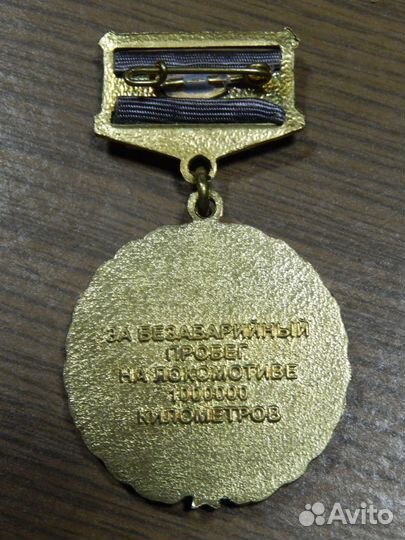 ЗА БЕЗАВАРИЙНЫЙ
ПРОБЕГ
НА ЛОКОМОТИВЕ
1000000
КИЛОМЕТРОВ
Avito